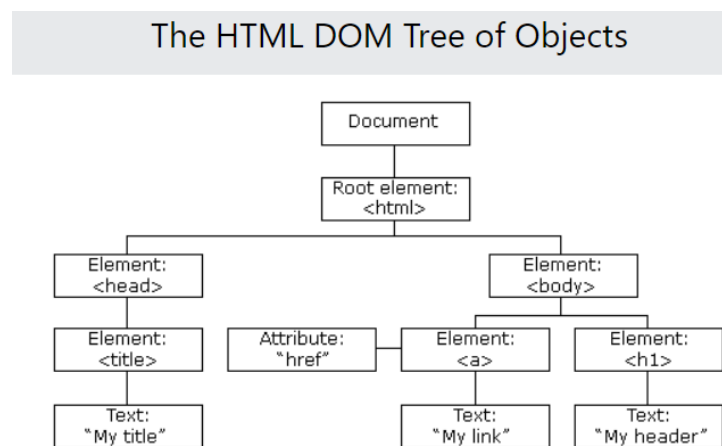 The HTML DOM Tree of Objects
Document
Root element:
<html>
Element:
<head>
Element:
<body>
Element:
<title>
Attribute:
"href"
Element:
<a>
Element:
<h1>
Text:
"My title"
Text:
"My link"
Text:
"My header"